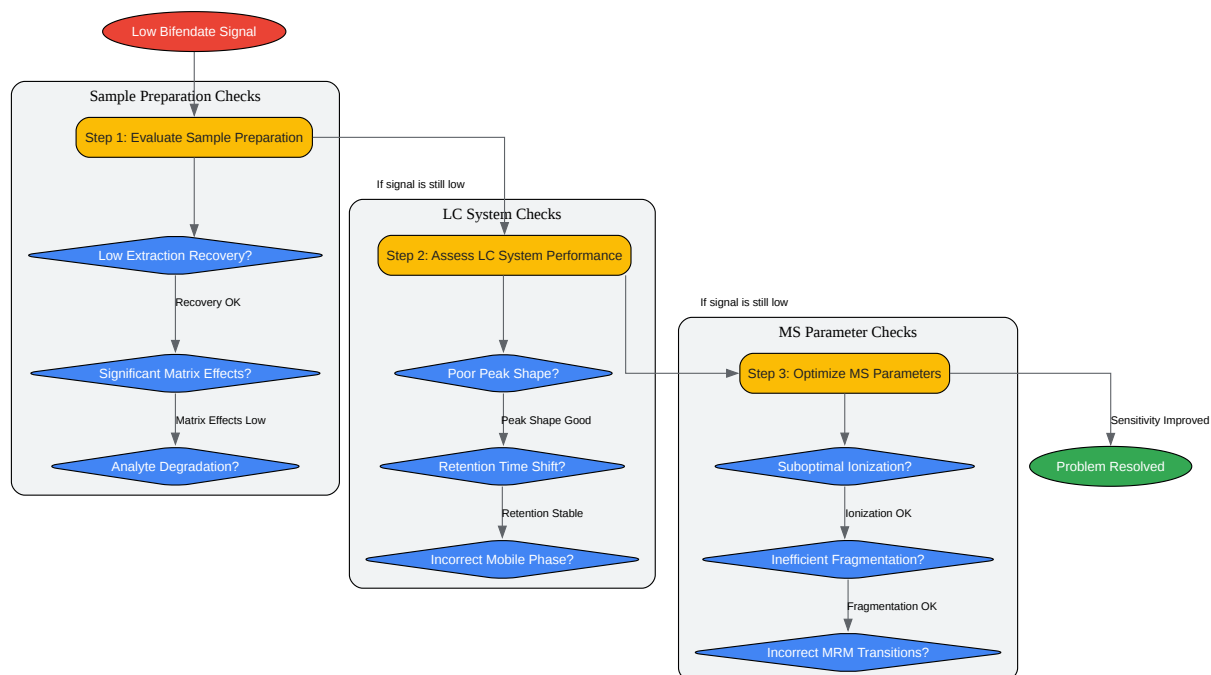 Low Bifendate Signal
Sample Preparation Checks
Step 1: Evaluate Sample Preparation
Low Extraction Recovery?
Recovery OK
Significant Matrix Effects?
Matrix Effects Low
Analyte Degradation?
If signal is still low
LC System Checks
Step 2: Assess LC System Performance
Poor Peak Shape?
Peak Shape Good
Retention Time Shift?
Retention Stable
Incorrect Mobile Phase?
If signal is still low
MS Parameter Checks
Step 3: Optimize MS Parameters
Suboptimal Ionization?
Ionization OK
Inefficient Fragmentation?
Fragmentation OK
Incorrect MRM Transitions?
Sensitivity Improved
Problem Resolved